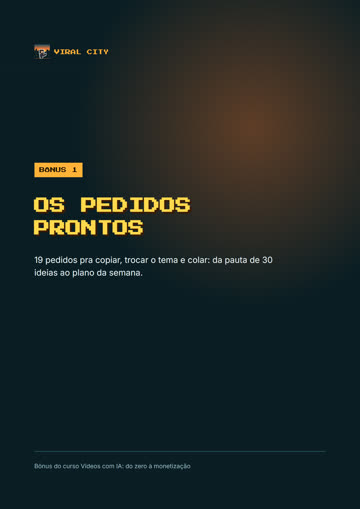 VIRAL CITY
BÔNUS 1
OS PEDIDOS
PRONTOS
19 pedidos pra copiar, trocar o tema e colar: da pauta de 30
ideias ao plano da semana.
Bônus do curso Vídeos com IA: do zero à monetização